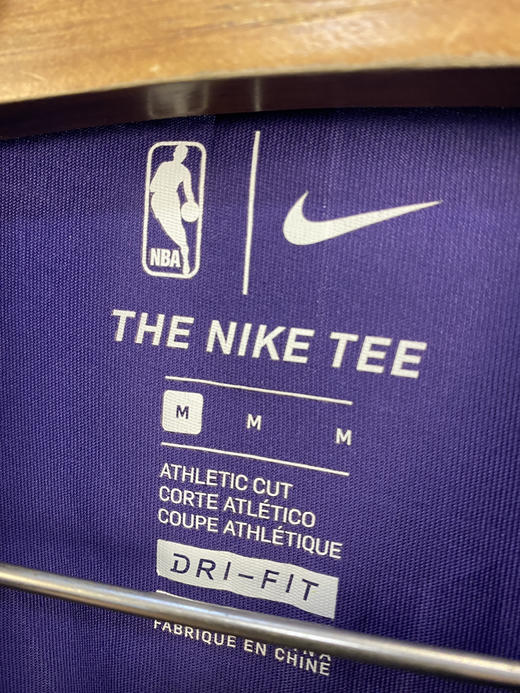 NBA
THE NIKE TEE
M M M
ATHLETIC CUT
CORTE ATLÉTICO
COUPE ATHLÉTIQUE
DRI-FIT
FABRIQUE EN CHINE